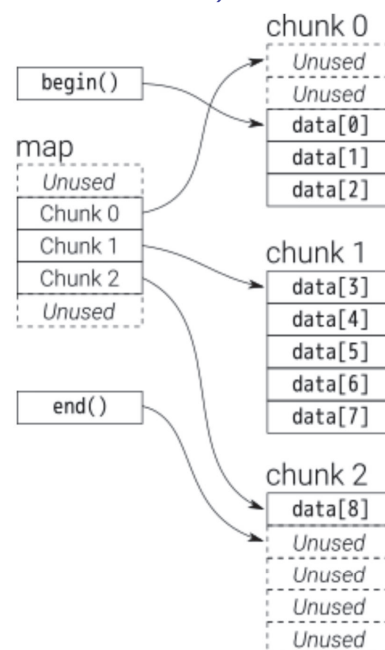 chunk 0
Unused
Unused
data[0]
data[1]
data[2]
begin()
map
Unused
Chunk 0
Chunk 1
Chunk 2
Unused
chunk 1
data[3]
data[4]
data[5]
data[6]
data[7]
end()
chunk 2
data[8]
Unused
Unused
Unused
Unused